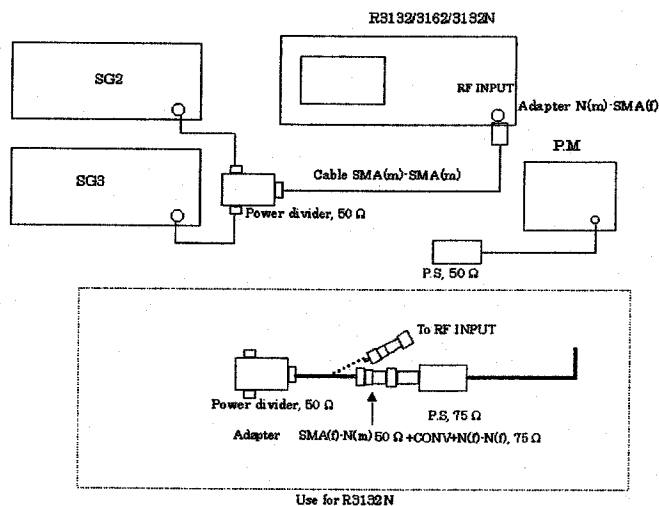 R3132/3162/3132N
SG2
RF INPUT
Adapter N(m)-SMA(f)
SG3
Cable SMA(m)-SMA(m)
P.M
Power divider, 50 Ω
P.S, 50 Ω
To RF INPUT
Power divider, 50 Ω
P.S, 75 Ω
Adapter SMA(f)-N(m) 50 Ω +CONV+N(f)-N(f), 75 Ω
Use for R3132N